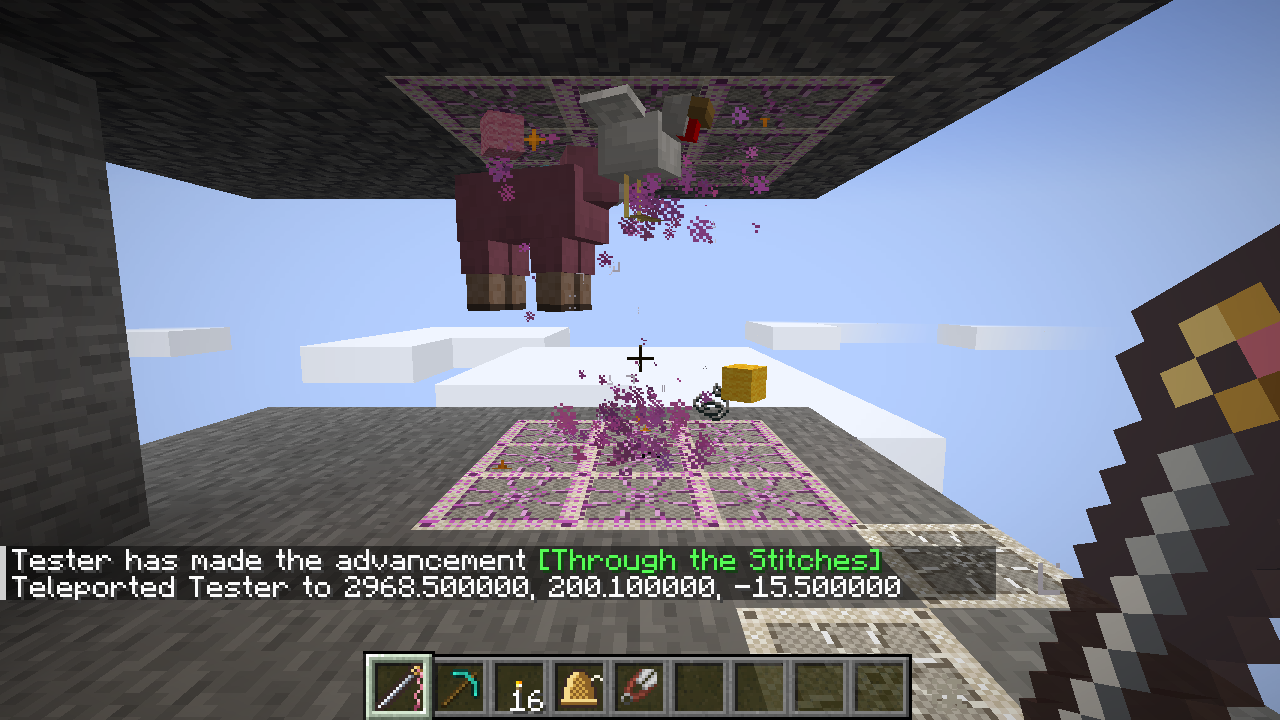 Tester has made the advancement [Through the Stitches]
Teleported Tester to 2968.500000, 200.100000, -15.500000
16